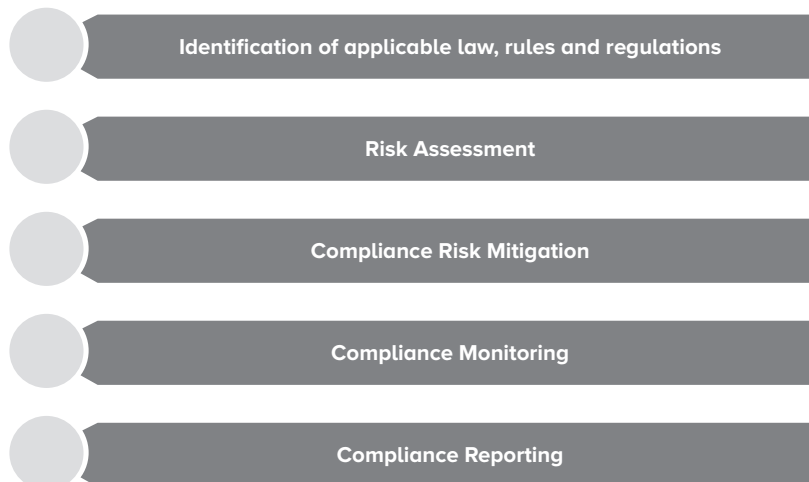 Identification of applicable law, rules and regulations
Risk Assessment
Compliance Risk Mitigation
Compliance Monitoring
Compliance Reporting